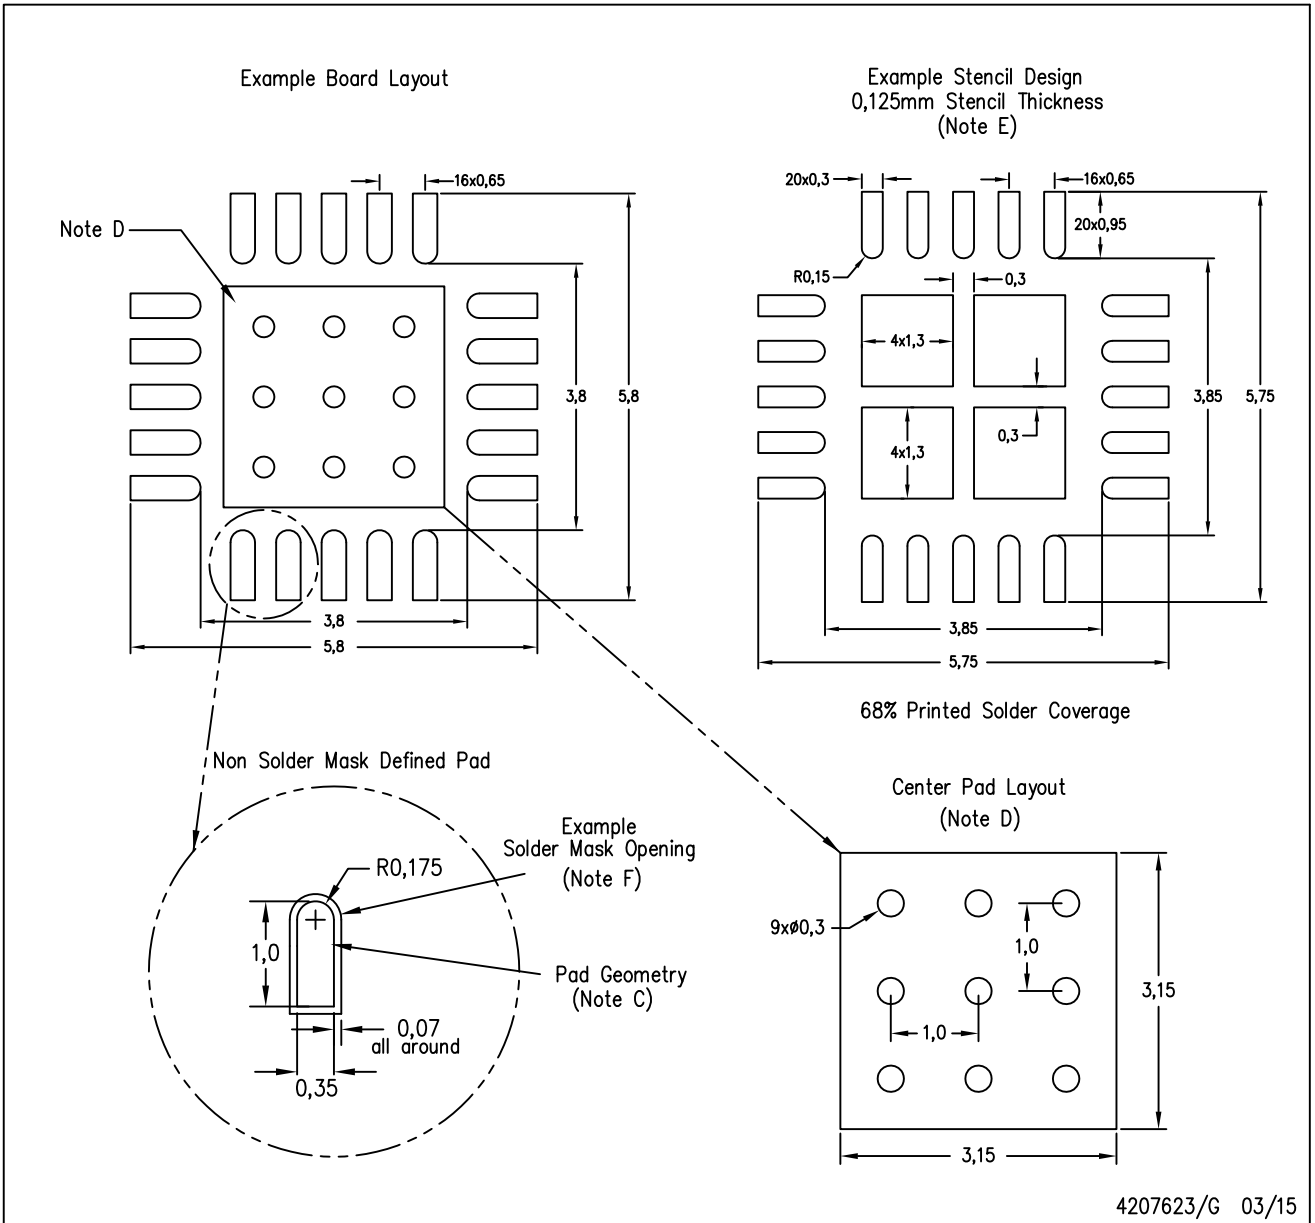 Example Board Layout
Example Stencil Design
0,125mm Stencil Thickness
(Note E)
16x0,65
Note D
3,8
5,8
3,8
5,8
20x0,3
16x0,65
20x0,95
R0,15
0,3
4x1,3
3,85
5,75
0,3
4x1,3
3,85
5,75
68% Printed Solder Coverage
Non Solder Mask Defined Pad
Example
Solder Mask Opening
(Note F)
R0,175
1,0
Pad Geometry
(Note C)
0,07
all around
0,35
Center Pad Layout
(Note D)
9xø0,3
1,0
1,0
3,15
3,15
4207623/G 03/15